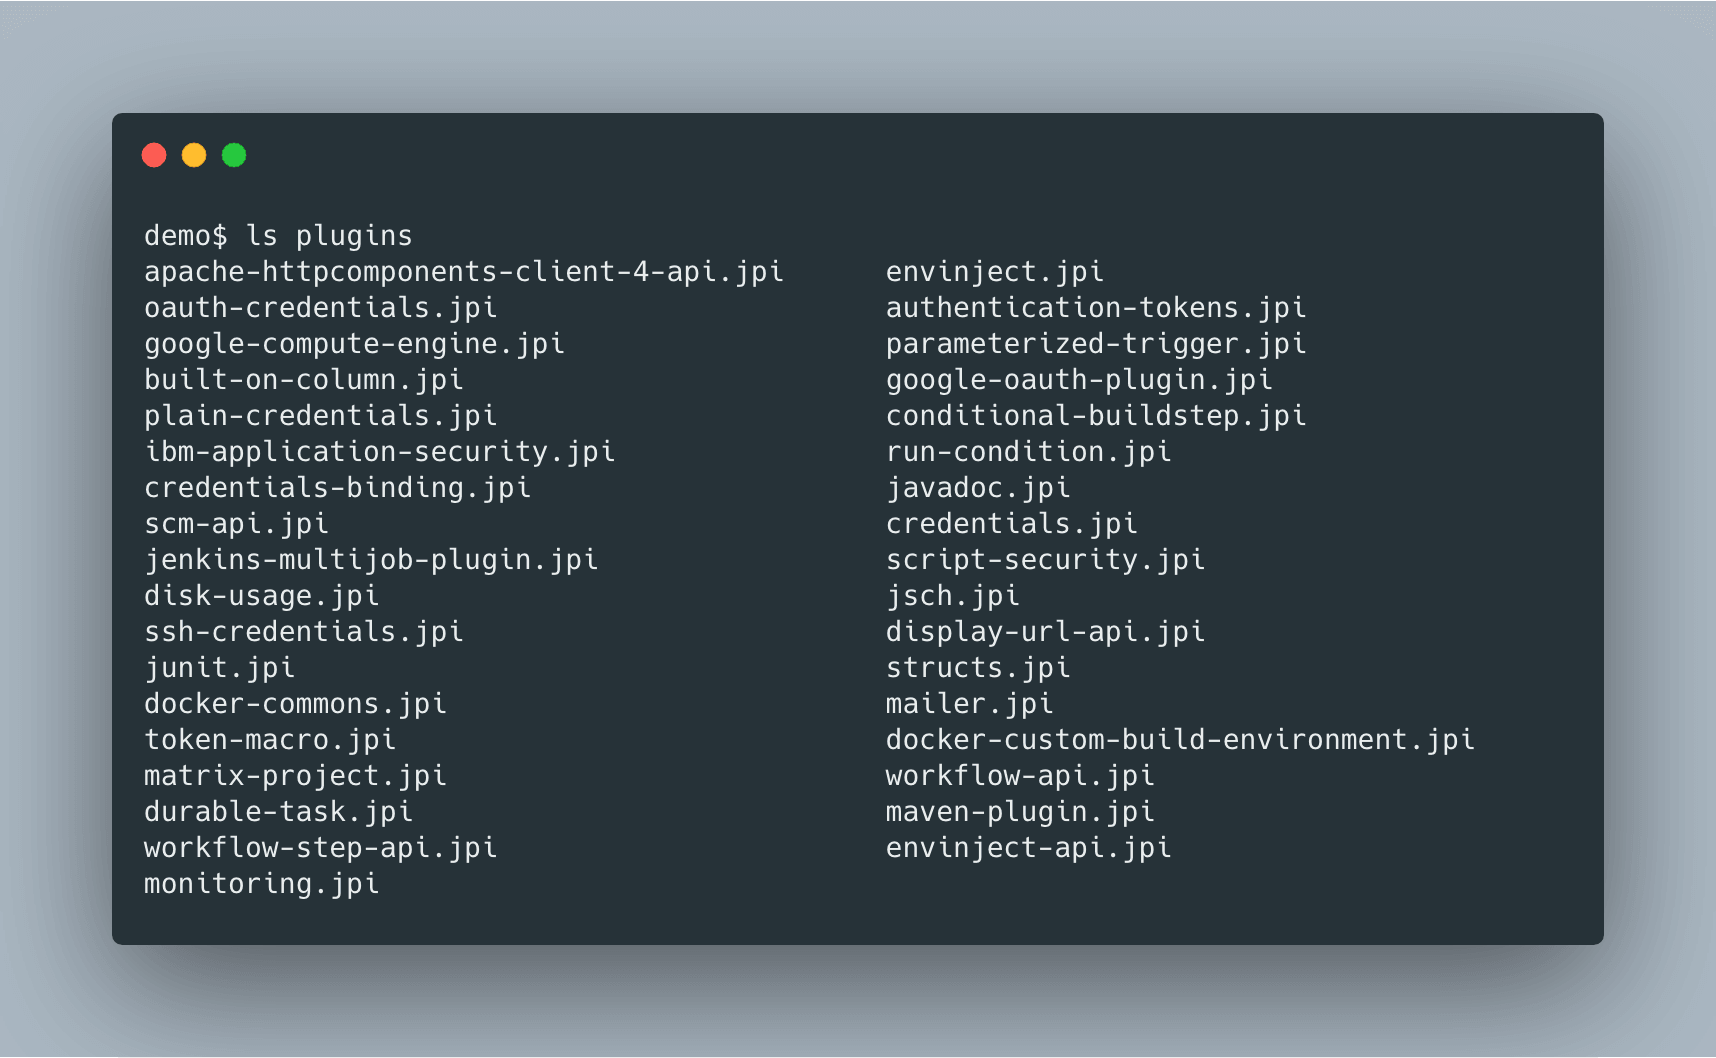 demo$ ls plugins
apache-httpcomponents-client-4-api.jpi      envinject.jpi
oauth-credentials.jpi                       authentication-tokens.jpi
google-compute-engine.jpi                   parameterized-trigger.jpi
built-on-column.jpi                         google-oauth-plugin.jpi
plain-credentials.jpi                       conditional-buildstep.jpi
ibm-application-security.jpi                run-condition.jpi
credentials-binding.jpi                     javadoc.jpi
scm-api.jpi                                 credentials.jpi
jenkins-multijob-plugin.jpi                 script-security.jpi
disk-usage.jpi                              jsch.jpi
ssh-credentials.jpi                         display-url-api.jpi
junit.jpi                                   structs.jpi
docker-commons.jpi                          mailer.jpi
token-macro.jpi                             docker-custom-build-environment.jpi
matrix-project.jpi                          workflow-api.jpi
durable-task.jpi                            maven-plugin.jpi
workflow-step-api.jpi                       envinject-api.jpi
monitoring.jpi